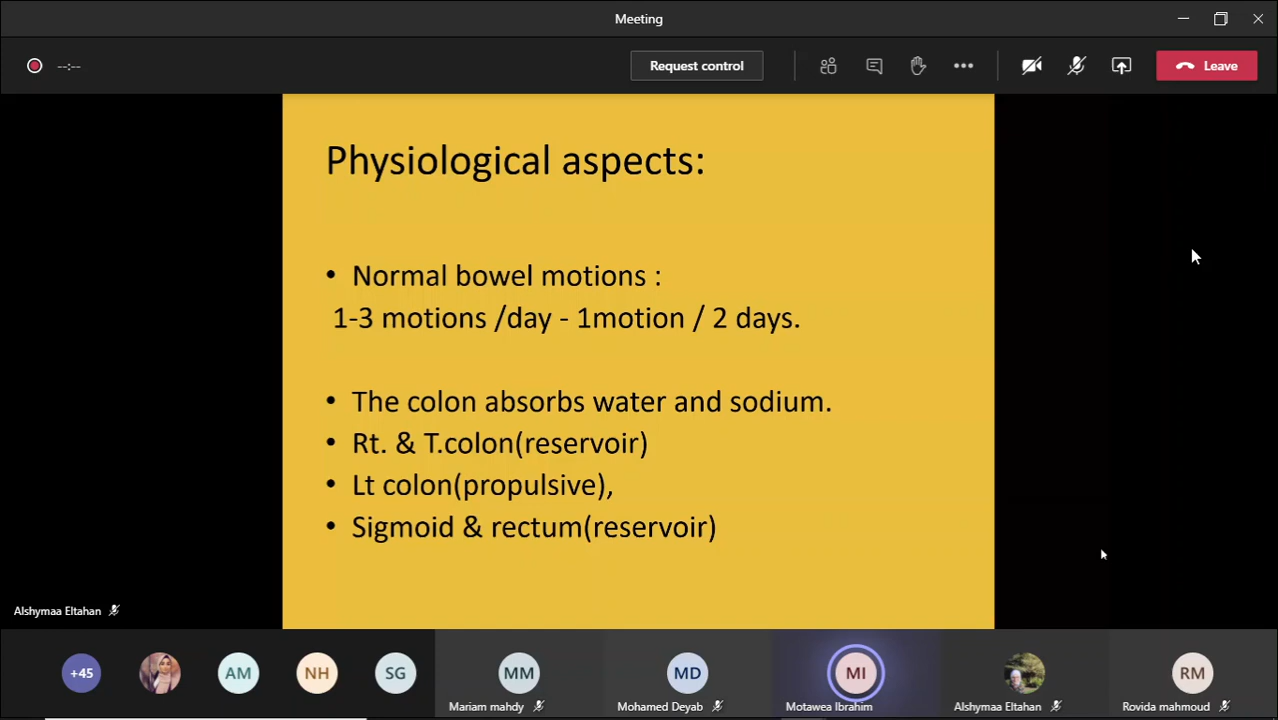 Meeting
--:--
Request control
Leave
Physiological aspects:
• Normal bowel motions :
1-3 motions /day - 1motion / 2 days.
• The colon absorbs water and sodium.
• Rt. & T.colon(reservoir)
• Lt colon(propulsive),
• Sigmoid & rectum(reservoir)
Alshymaa Eltahan
+45
AM
NH
SG
MM
MD
MI
RM
Mariam mahdy
Mohamed Deyab
Motawea Ibrahim
Alshymaa Eltahan
Rovida mahmoud